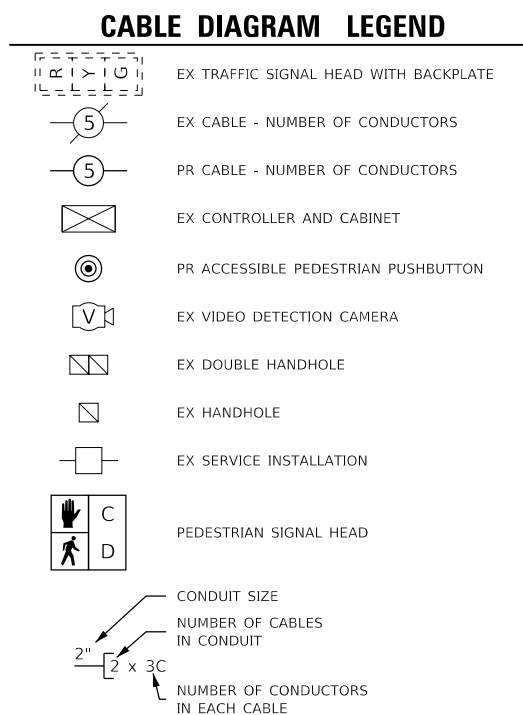 CABLE DIAGRAM LEGEND
R Y G EX TRAFFIC SIGNAL HEAD WITH BACKPLATE
5 EX CABLE - NUMBER OF CONDUCTORS
5 PR CABLE - NUMBER OF CONDUCTORS
EX CONTROLLER AND CABINET
PR ACCESSIBLE PEDESTRIAN PUSHBUTTON
V EX VIDEO DETECTION CAMERA
EX DOUBLE HANDHOLE
EX HANDHOLE
EX SERVICE INSTALLATION
C
PEDESTRIAN SIGNAL HEAD
D
CONDUIT SIZE
NUMBER OF CABLES
IN CONDUIT
2"
2 x 3C
NUMBER OF CONDUCTORS
IN EACH CABLE